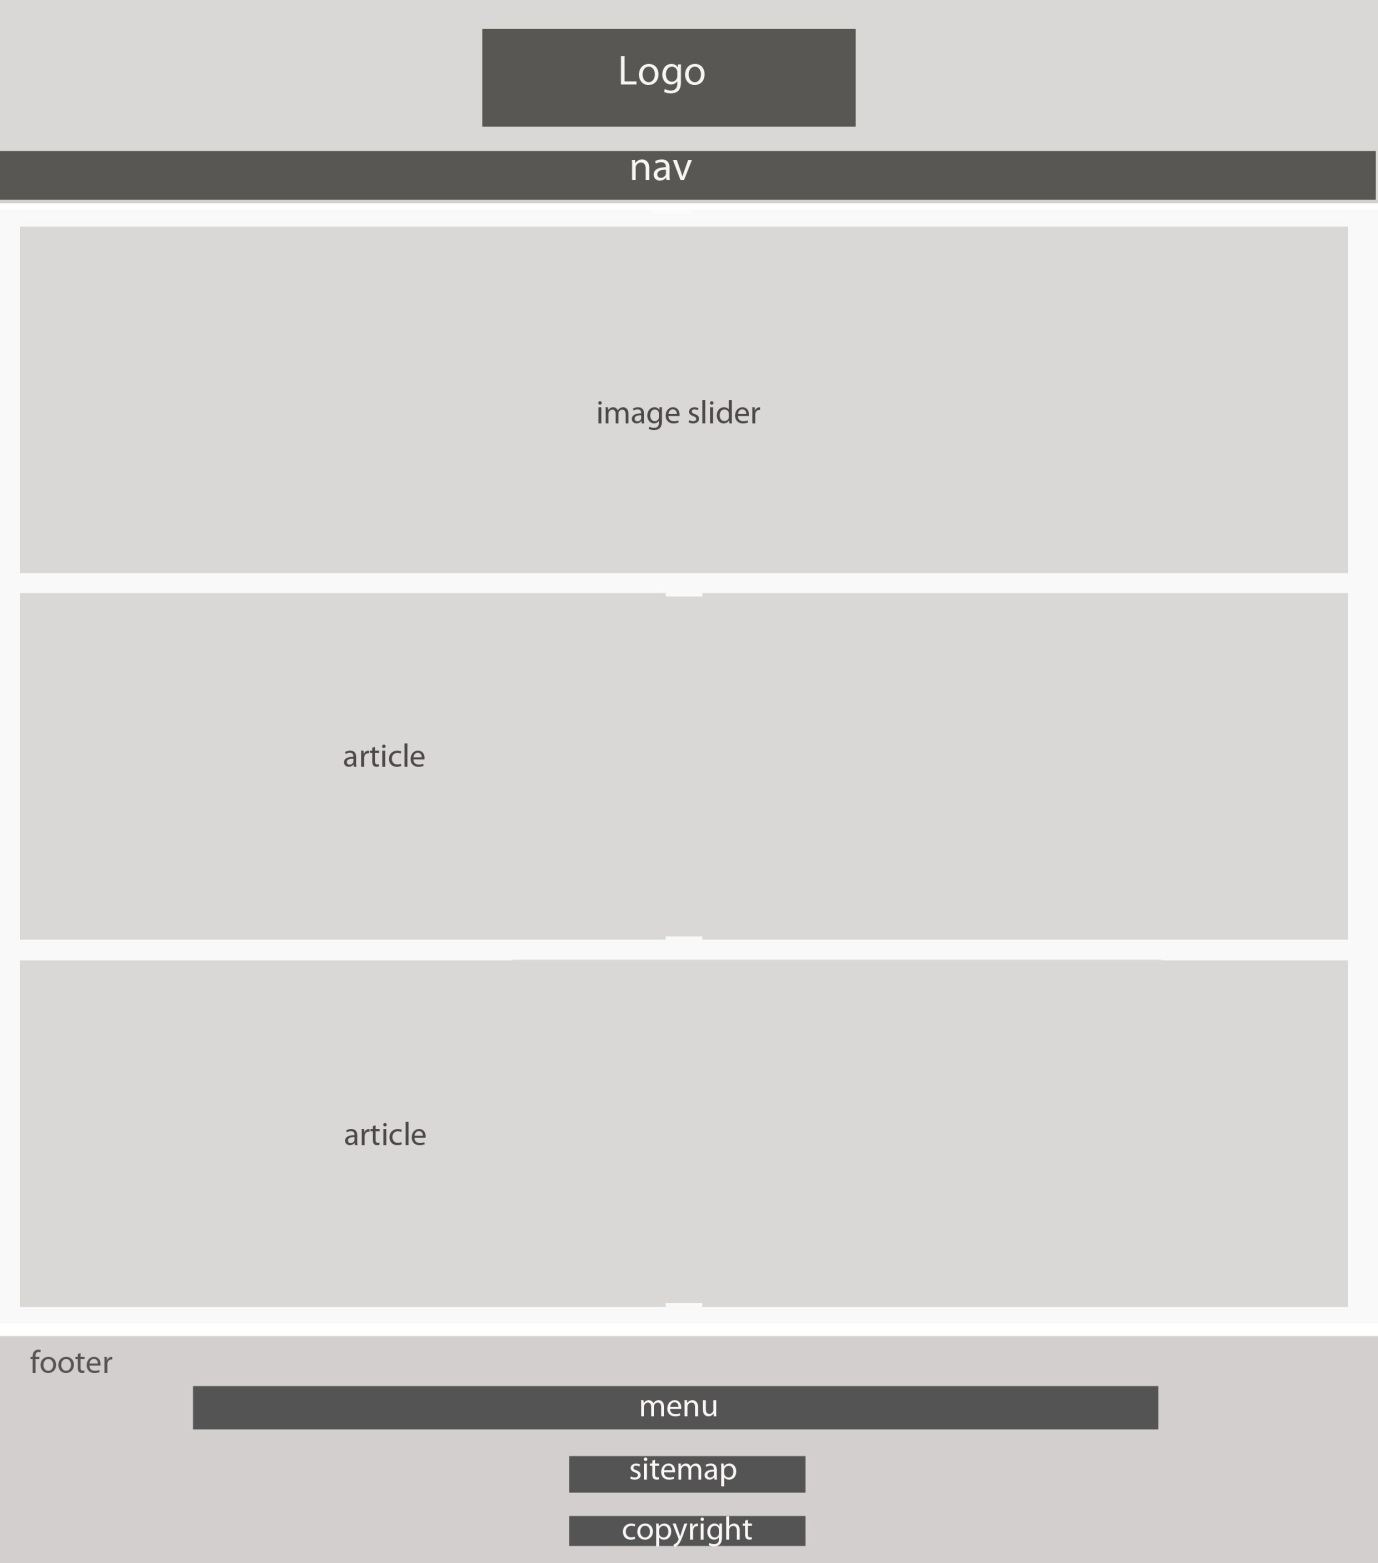 Logo
nav
image slider
article
article
footer
menu
sitemap
copyright